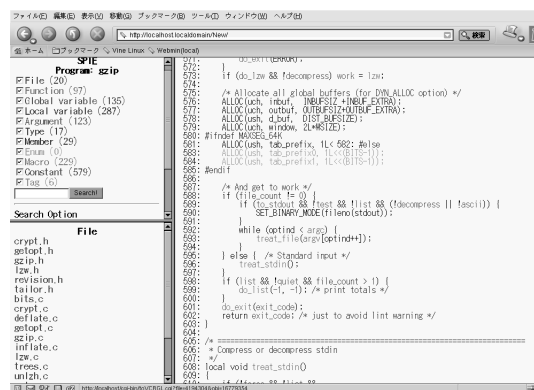 ファイル(F) 編集(E) 表示(V) 移動(G) ブックマーク(B) ツール(T) ウィンドウ(W) ヘルプ(H)
http://localhost.localdomain/New/
検索
ホーム ブックマーク Vine Linux Webmin(local)
SPIE
Program: gzip
File (20)
Function (97)
Global variable (135)
Local variable (287)
Argument (123)
Type (17)
Member (29)
Enum (0)
Macro (229)
Constant (579)
Tag (6)
Search!
Search Option
File
crypt.h
getopt.h
gzip.h
lzw.h
revision.h
tailor.h
bits.c
crypt.c
deflate.c
getopt.c
gzip.c
inflate.c
lzw.c
trees.c
unlzh.c
571: do_exit(ERROR);
572: }
573: if (do_lzw && !decompress) work = lzw;
574:
575: /* Allocate all global buffers (for DYN_ALLOC option) */
576: ALLOC(uch, inbuf, INBUFSIZ +INBUF_EXTRA);
577: ALLOC(uch, outbuf, OUTBUFSIZ+OUTBUF_EXTRA);
578: ALLOC(ush, d_buf, DIST_BUFSIZE);
579: ALLOC(uch, window, 2L*WSIZE);
580: #ifndef MAXSEG_64K
581: ALLOC(ush, tab_prefix, 1L< 582: #else
583: ALLOC(ush, tab_prefix0, 1L<<(BITS-1));
584: ALLOC(ush, tab_prefix1, 1L<<(BITS-1));
585: #endif
586:
587: /* And get to work */
588: if (file_count != 0) {
589: if (to_stdout && !test && !list && (!decompress || !ascii)) {
590: SET_BINARY_MODE(fileno(stdout));
591: }
592: while (optind < argc) {
593: treat_file(argv[optind++]);
594: }
595: } else { /* Standard input */
596: treat_stdin();
597: }
598: if (list && !quiet && file_count > 1) {
599: do_list(-1, -1); /* print totals */
600: }
601: do_exit(exit_code);
602: return exit_code; /* just to avoid lint warning */
603: }
604:
605: /* ========================================================================
606: * Compress or decompress stdin
607: */
608: local void treat_stdin()
609: {
610: if (!force && !list &&